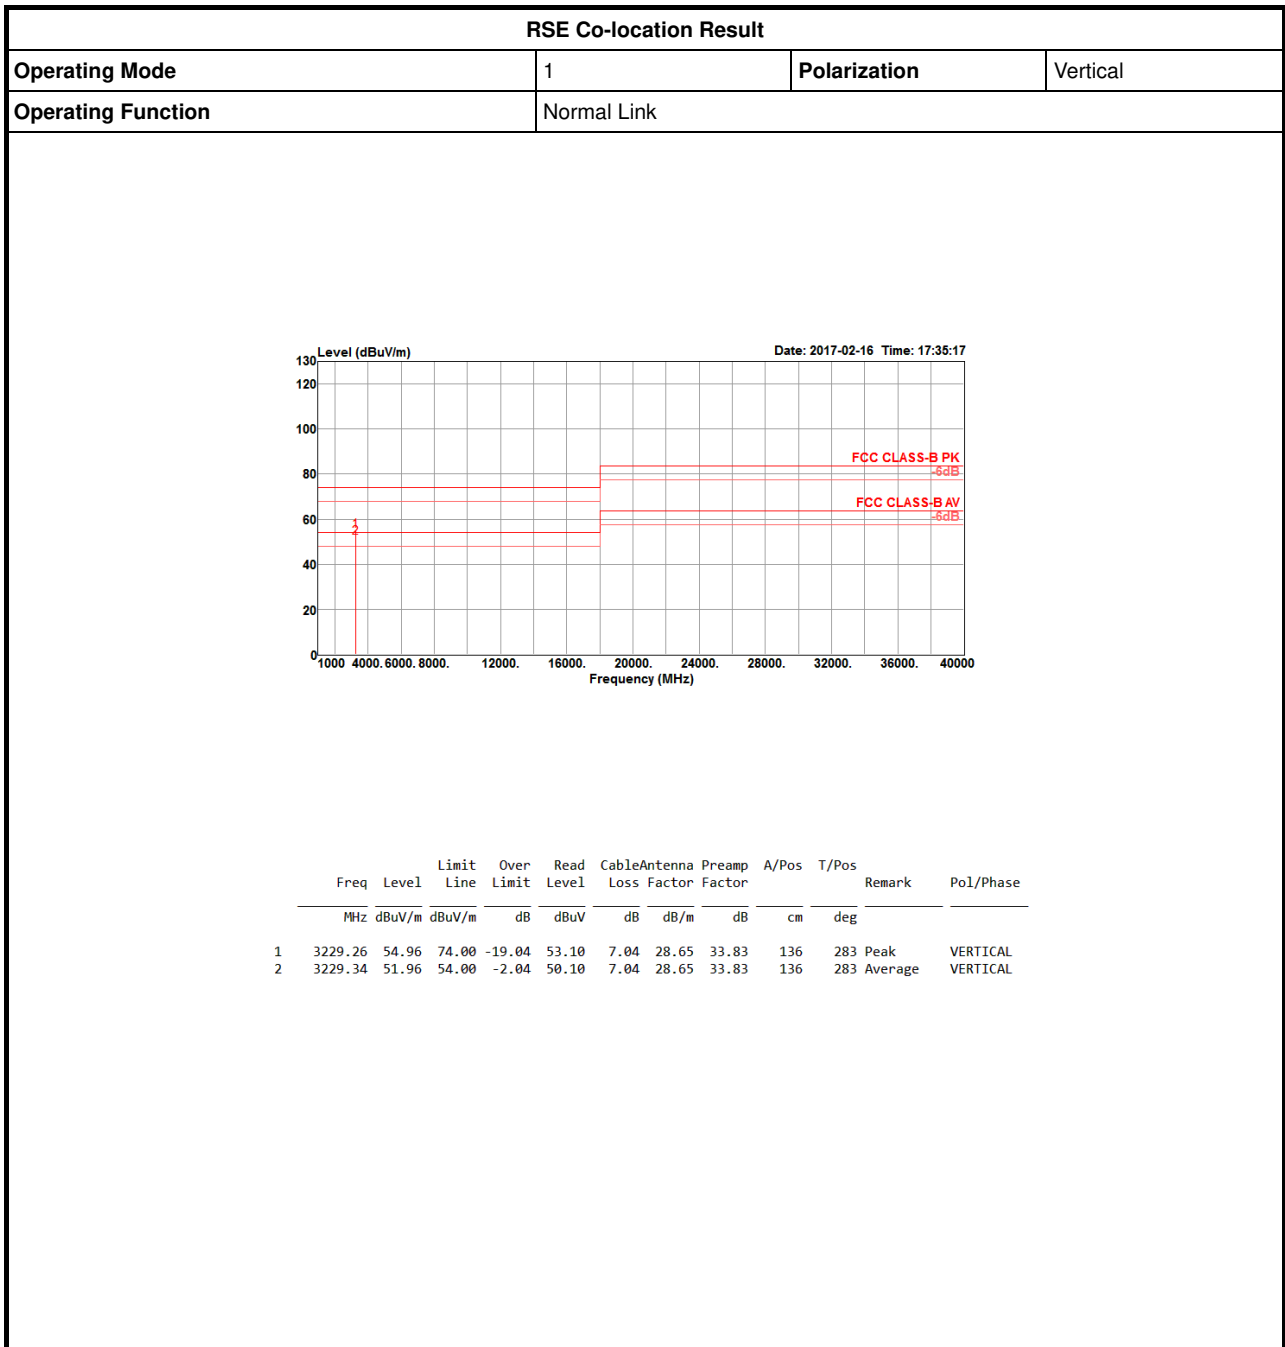 RSE Co-location Result
Operating Mode 1 Polarization Vertical
Operating Function Normal Link
Level (dBuV/m) Date: 2017-02-16 Time: 17:35:17
130
120
100
FCC CLASS-B PK
-6dB
80
FCC CLASS-B AV
-6dB
60
1
2
40
20
0
1000 4000. 6000. 8000. 12000. 16000. 20000. 24000. 28000. 32000. 36000. 40000
Frequency (MHz)
Limit Over Read CableAntenna Preamp A/Pos T/Pos
Freq Level Line Limit Level Loss Factor Factor Remark Pol/Phase
MHz dBuV/m dBuV/m dB dBuV dB dB/m dB cm deg
1 3229.26 54.96 74.00 -19.04 53.10 7.04 28.65 33.83 136 283 Peak VERTICAL
2 3229.34 51.96 54.00 -2.04 50.10 7.04 28.65 33.83 136 283 Average VERTICAL